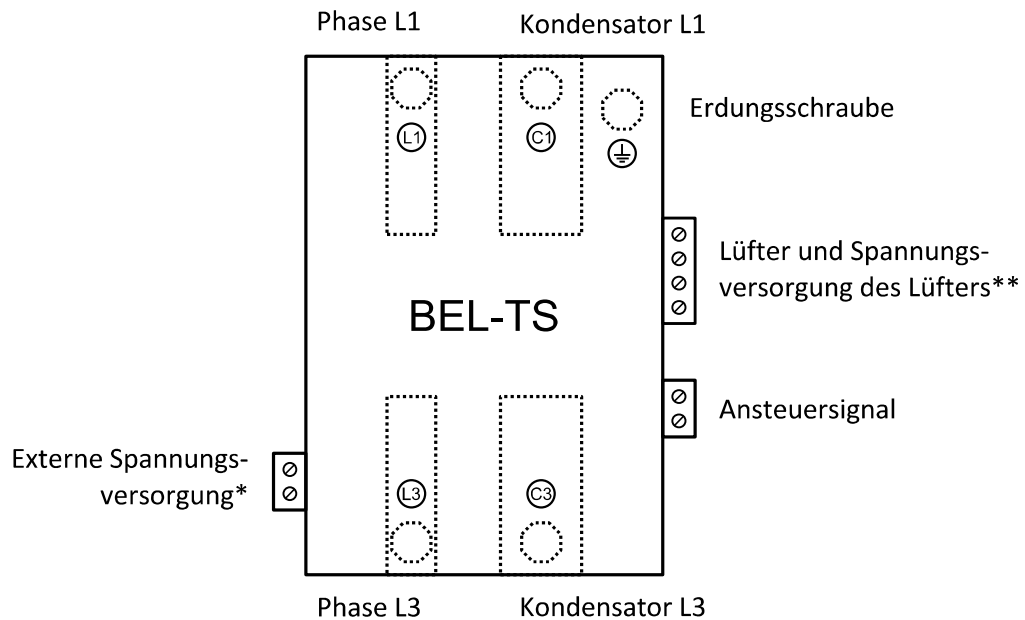 Phase L1
Kondensator L1
Erdungsschraube
L1
C1
Lüfter und Spannungs-
versorgung des Lüfters**
BEL-TS
Ansteuersignal
Externe Spannungs-
versorgung*
L3
C3
Phase L3
Kondensator L3